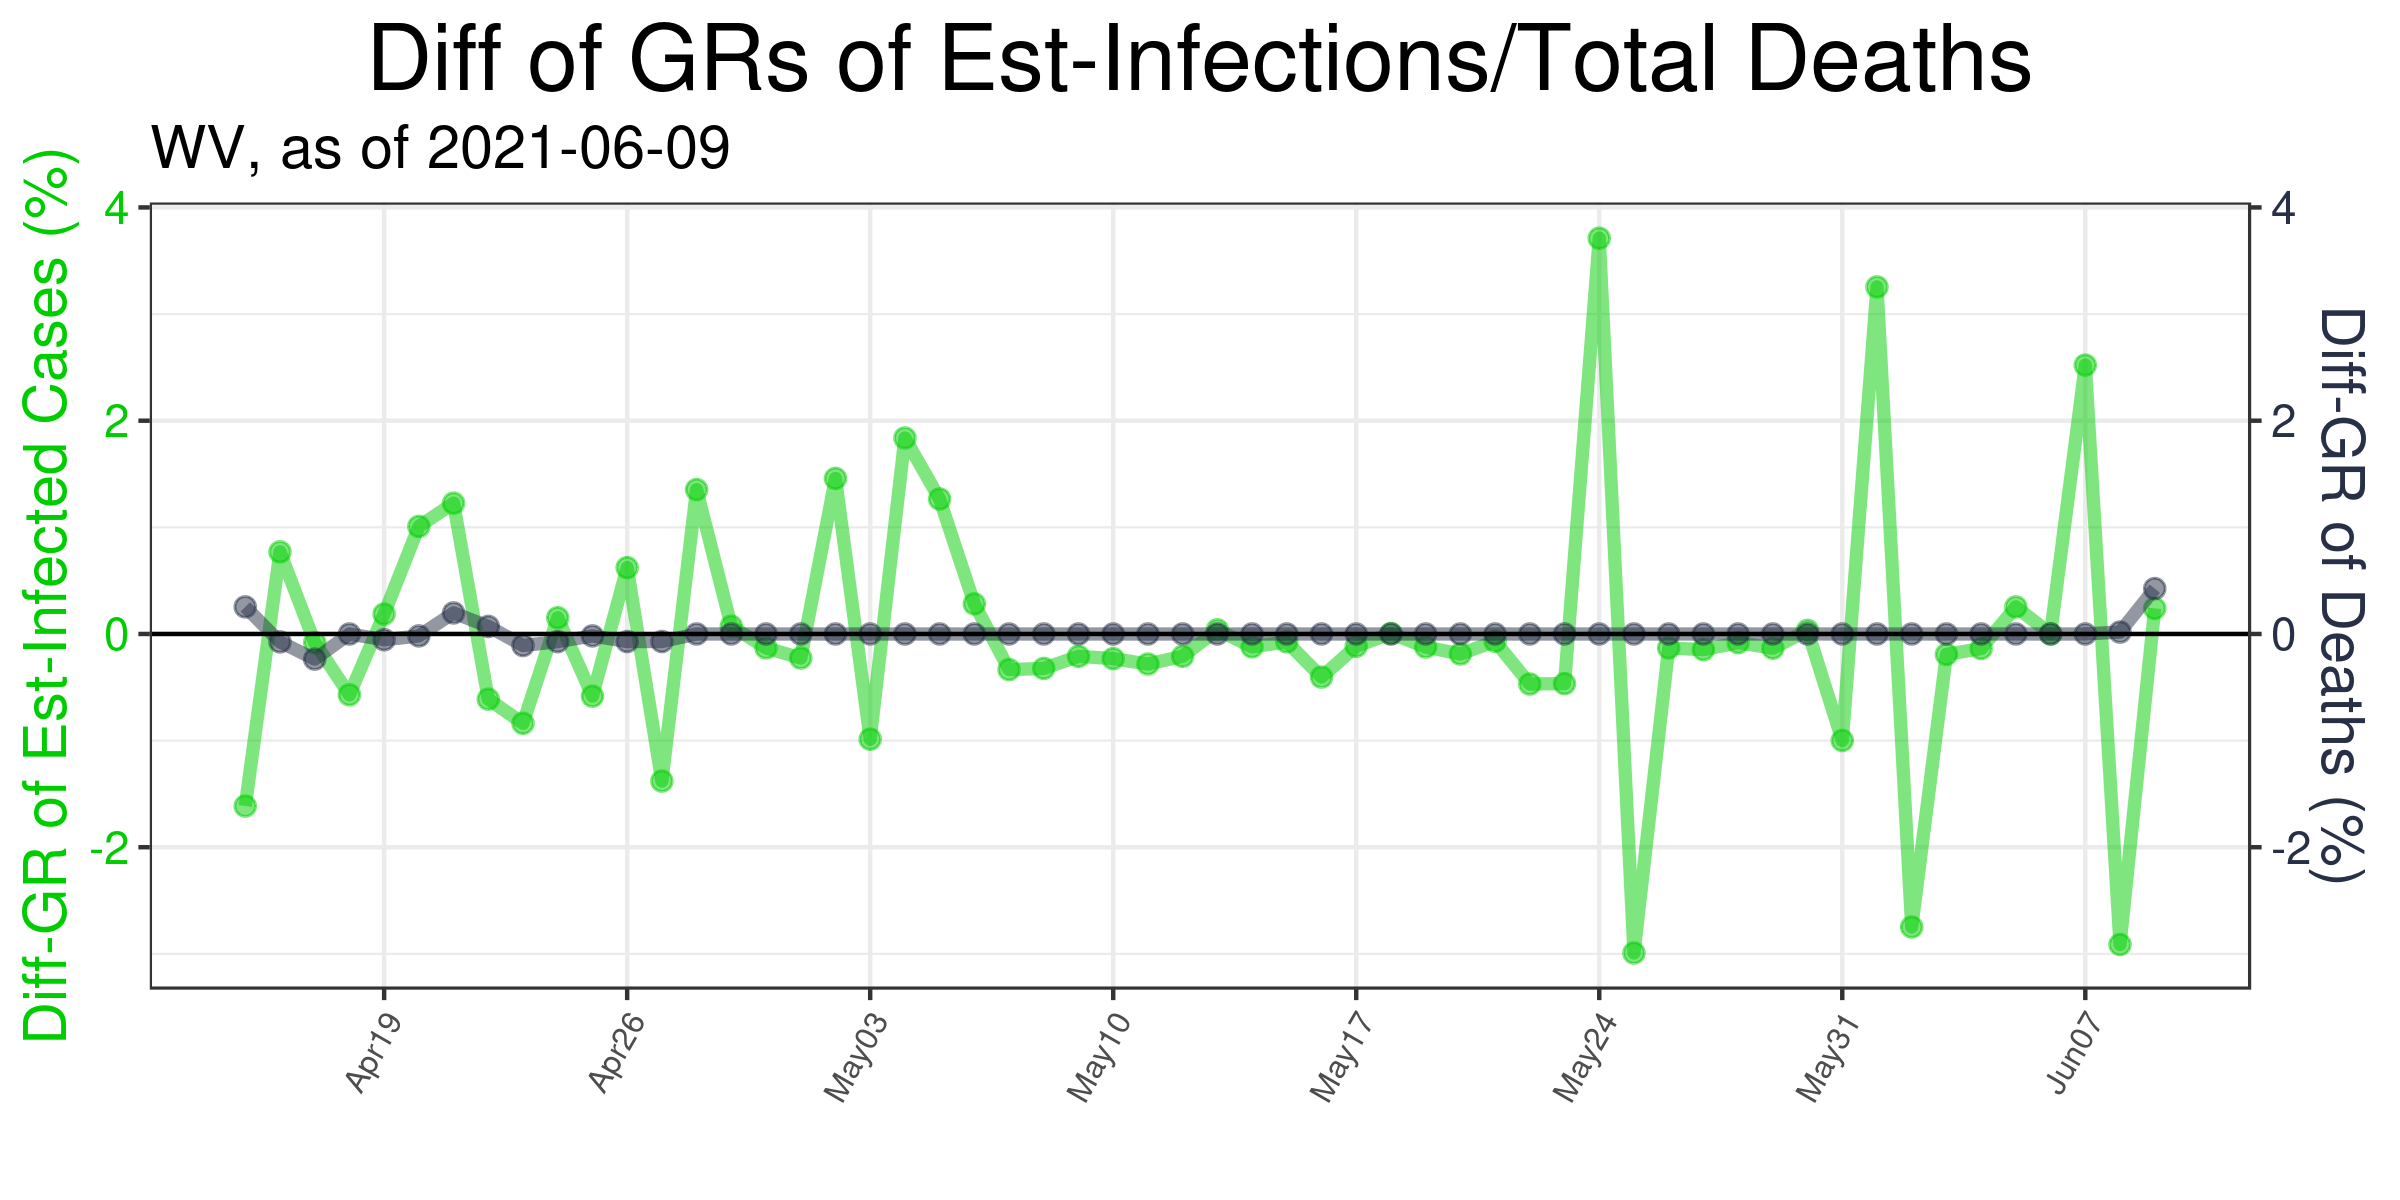 Diff of GRs of Est-Infections/Total Deaths
WV, as of 2021-06-09
Diff-GR of Est-Infected Cases (%)
4
2
0
-2
4
2
0
-2
Diff-GR of Deaths (%)
Apr19
Apr26
May03
May10
May17
May24
May31
Jun07